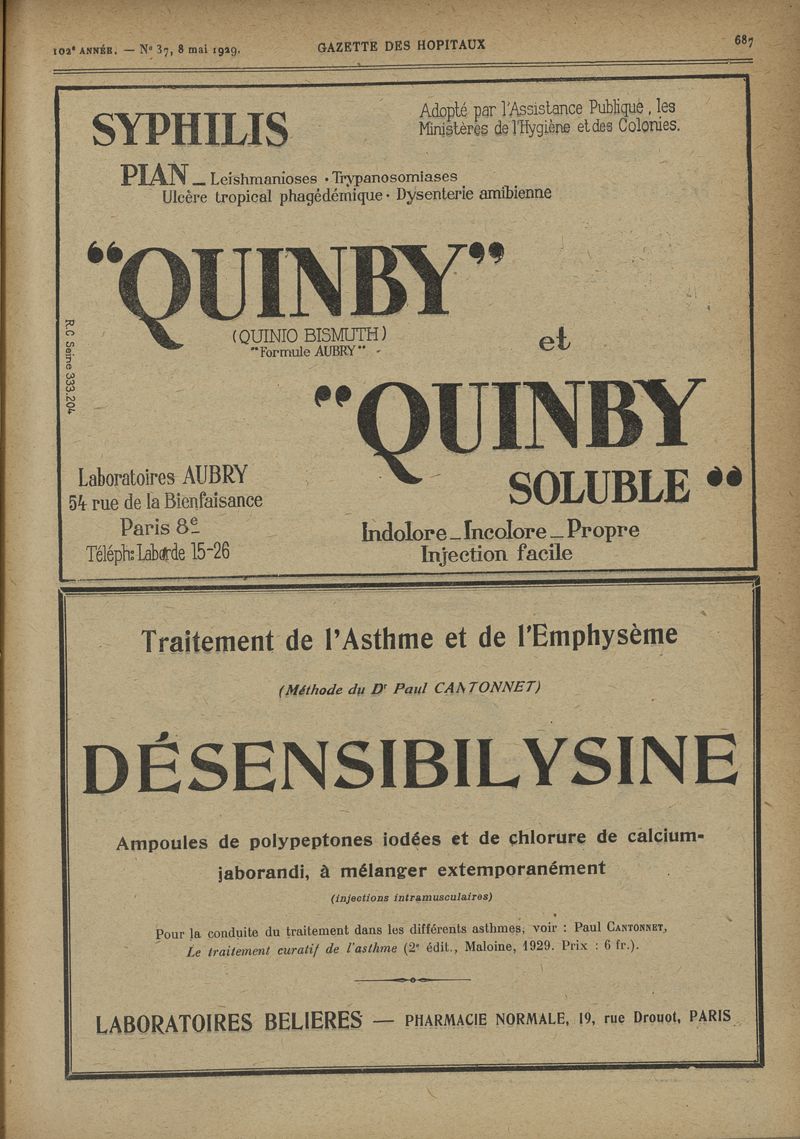 102e ANNÉE. — No 37, 8 mai 1929.
GAZETTE DES HOPITAUX
687
SYPHILIS
Adopté par l'Assistance Publique, les
Ministères de l'Hygiène et des Colonies.
PIAN _ Leishmanioses • Trypanosomiases
Ulcère tropical phagédémique • Dysenterie amibienne
“QUINBY”
(QUINIO BISMUTH)
"Formule AUBRY"
et
“QUINBY
SOLUBLE”
R.C Seine 333.204
Laboratoires AUBRY
54 rue de la Bienfaisance
Paris 8e
Téléph: Laborde 15-26
Indolore _ Incolore _ Propre
Injection facile
Traitement de l'Asthme et de l'Emphysème
(Méthode du Dr Paul CANTONNET)
DÉSENSIBILYSINE
Ampoules de polypeptones iodées et de chlorure de calcium-
jaborandi, à mélanger extemporanément
(injections intramusculaires)
Pour la conduite du traitement dans les différents asthmes, voir : Paul CANTONNET,
Le traitement curatif de l'asthme (2e édit., Maloine, 1929. Prix : 6 fr.).
LABORATOIRES BELIERES — PHARMACIE NORMALE, 19, rue Drouot, PARIS